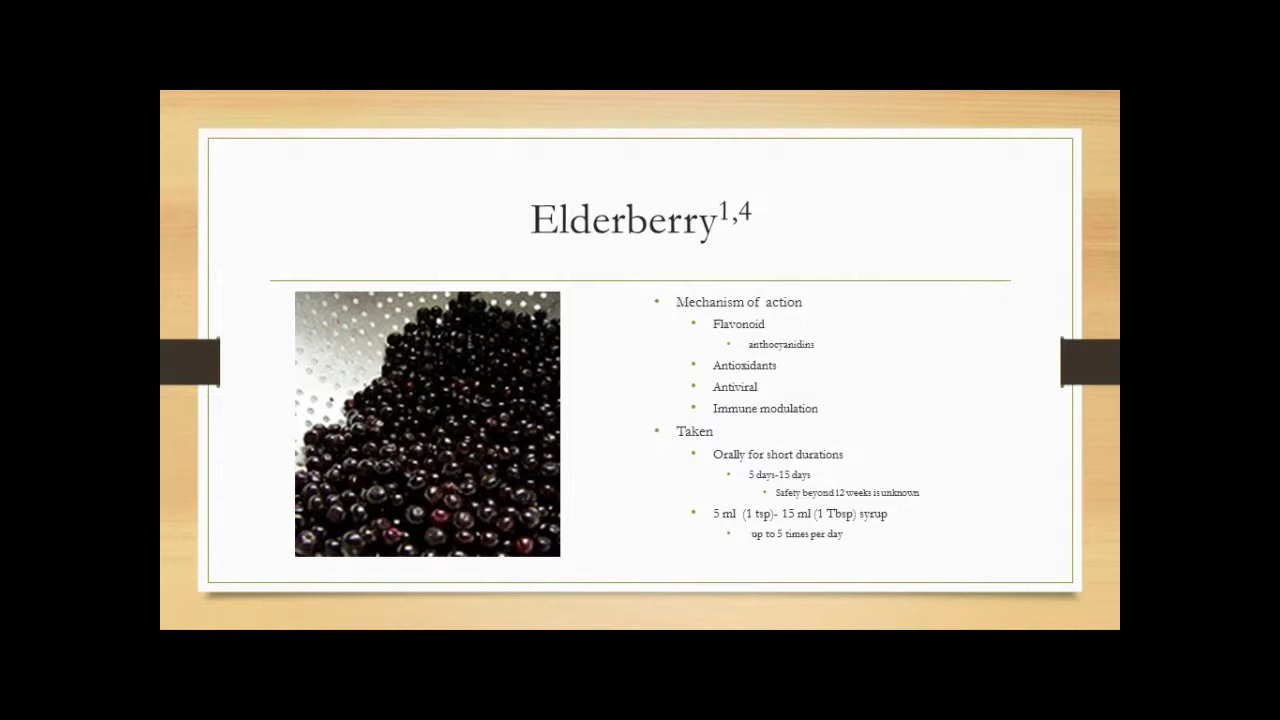 Elderberry1,4
• Mechanism of action
• Flavonoid
• anthocyanidins
• Antioxidants
• Antiviral
• Immune modulation
• Taken
• Orally for short durations
• 5 days-15 days
• Safety beyond 12 weeks is unknown
• 5 ml (1 tsp)- 15 ml (1 Tbsp) syrup
• up to 5 times per day